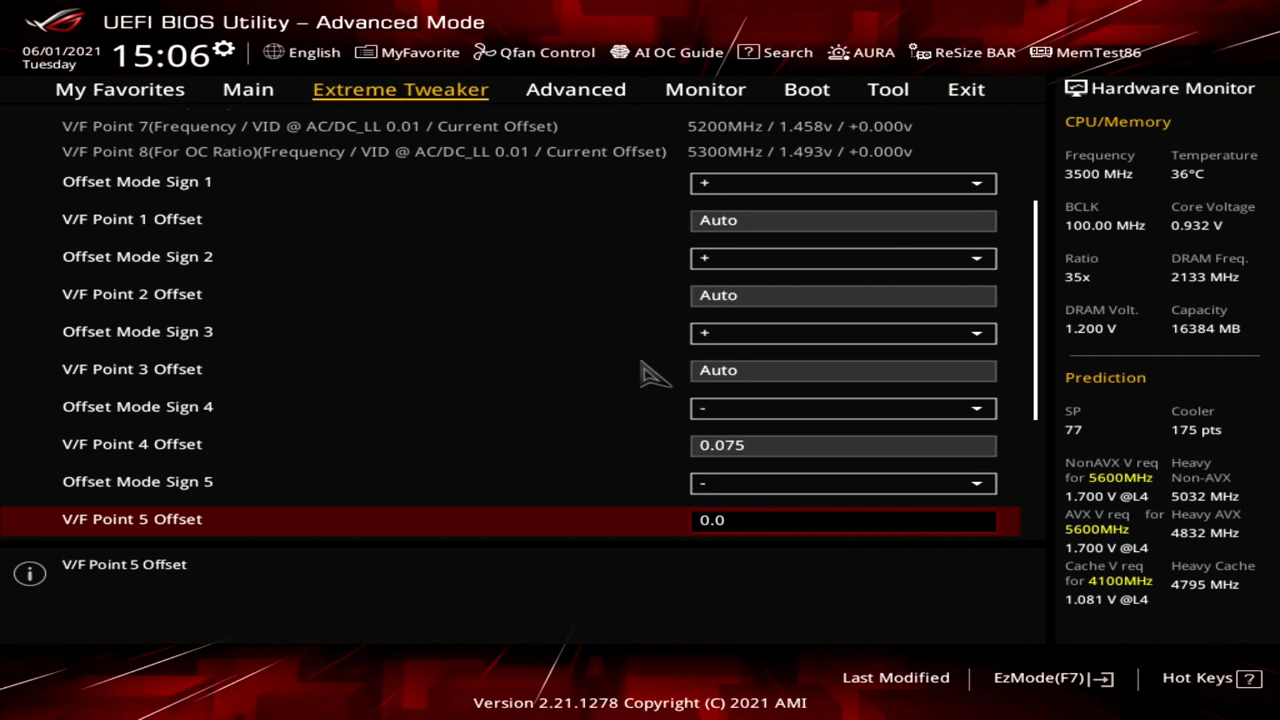 UEFI BIOS Utility – Advanced Mode
06/01/2021
Tuesday
15:06
English
MyFavorite
Qfan Control
AI OC Guide
? Search
AURA
ReSize BAR
MemTest86
My Favorites
Main
Extreme Tweaker
Advanced
Monitor
Boot
Tool
Exit
V/F Point 7(Frequency / VID @ AC/DC_LL 0.01 / Current Offset) 5200MHz / 1.458v / +0.000v
V/F Point 8(For OC Ratio)(Frequency / VID @ AC/DC_LL 0.01 / Current Offset) 5300MHz / 1.493v / +0.000v
Offset Mode Sign 1 +
V/F Point 1 Offset Auto
Offset Mode Sign 2 +
V/F Point 2 Offset Auto
Offset Mode Sign 3 +
V/F Point 3 Offset Auto
Offset Mode Sign 4 -
V/F Point 4 Offset 0.075
Offset Mode Sign 5 -
V/F Point 5 Offset 0.0
V/F Point 5 Offset
Hardware Monitor
CPU/Memory
Frequency Temperature
3500 MHz 36°C
BCLK Core Voltage
100.00 MHz 0.932 V
Ratio DRAM Freq.
35x 2133 MHz
DRAM Volt. Capacity
1.200 V 16384 MB
Prediction
SP Cooler
77 175 pts
NonAVX V req Heavy
for 5600MHz Non-AVX
1.700 V @L4 5032 MHz
AVX V req for Heavy AVX
5600MHz 4832 MHz
1.700 V @L4
Cache V req Heavy Cache
for 4100MHz 4795 MHz
1.081 V @L4
Last Modified
EzMode(F7)
Hot Keys ?
Version 2.21.1278 Copyright (C) 2021 AMI